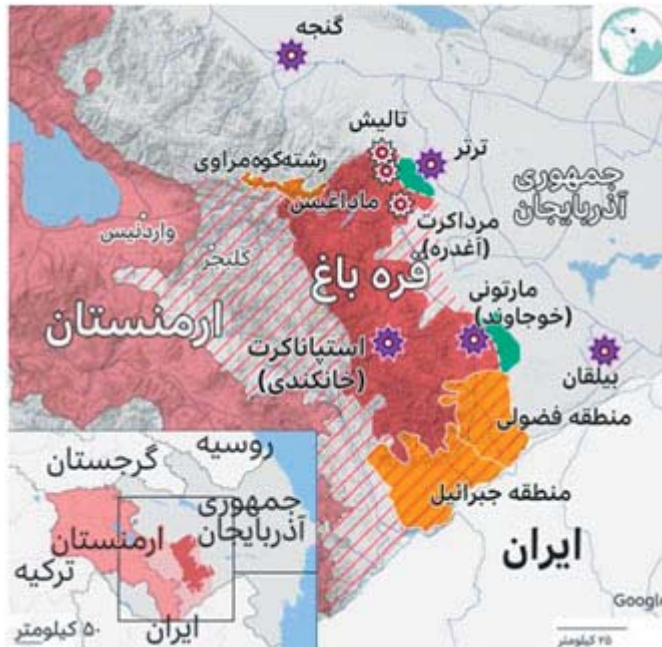 گنجه
تالیش
ترتر
رشته‌کوه مراوی
جمهوری
آذربایجان
ماداغیس
مرداکرت
(آغدره)
واردنیس
کلبجر
قره باغ
ارمنستان
مارتونی
(خوجاوند)
استپاناکرت
(خانکندی)
بیلقان
منطقه فضولی
منطقه جبرائیل
ایران
Google
۲۵ کیلومتر
روسیه
گرجستان
جمهوری
آذربایجان
ارمنستان
ترکیه
ایران
۵۰ کیلومتر